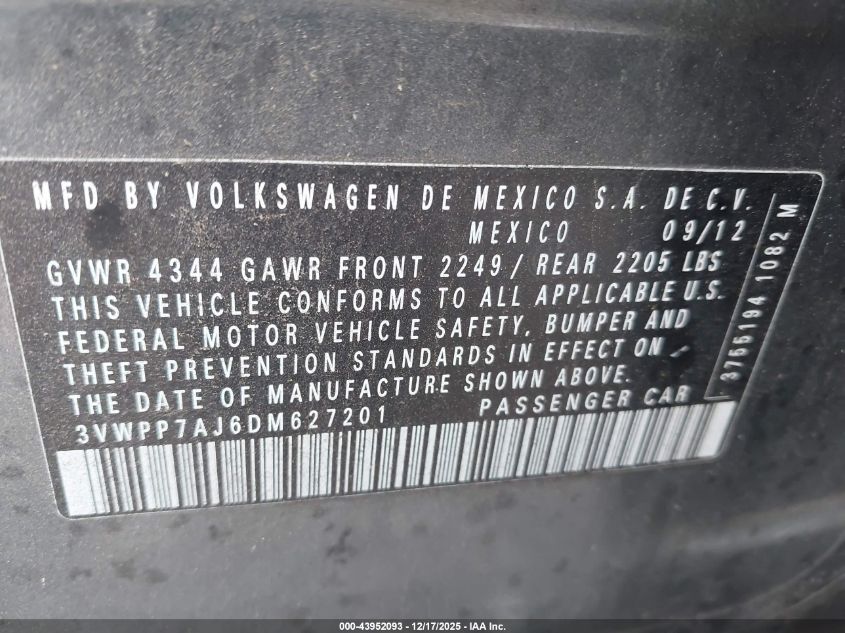 MFD BY VOLKSWAGEN DE MEXICO S.A. DE C.V.
MEXICO 09/12
GVWR 4344 GAWR FRONT 2249 / REAR 2205 LBS
THIS VEHICLE CONFORMS TO ALL APPLICABLE U.S.
FEDERAL MOTOR VEHICLE SAFETY, BUMPER AND
THEFT PREVENTION STANDARDS IN EFFECT ON
THE DATE OF MANUFACTURE SHOWN ABOVE.
3VWPP7AJ6DM627201 PASSENGER CAR
3755194 1082 M
000-43952093 - 12/17/2025 - IAA Inc.